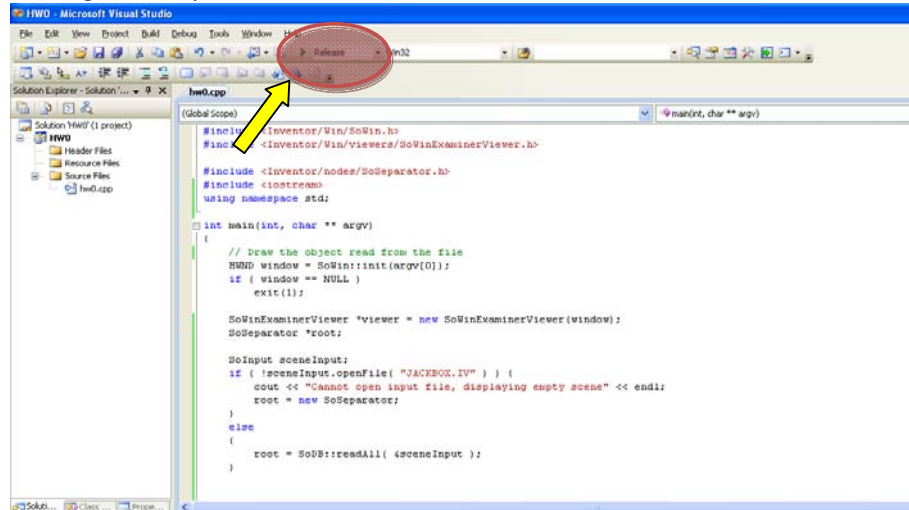 HW0 - Microsoft Visual Studio
File Edit View Project Build Debug Tools Window Help
Release Win32
Solution Explorer - Solution '...
hw0.cpp
(Global Scope)
main(int, char ** argv)
Solution 'HW0' (1 project)
HW0
Header Files
Resource Files
Source Files
hw0.cpp
#include <Inventor/Win/SoWin.h>
#include <Inventor/Win/viewers/SoWinExaminerViewer.h>
#include <Inventor/nodes/SoSeparator.h>
#include <iostream>
using namespace std;
int main(int, char ** argv)
{
// Draw the object read from the file
HWND window = SoWin::init(argv[0]);
if ( window == NULL )
exit(1);
SoWinExaminerViewer *viewer = new SoWinExaminerViewer(window);
SoSeparator *root;
SoInput sceneInput;
if ( !sceneInput.openFile( "JACKBOX.IV" ) ) {
cout << "Cannot open input file, displaying empty scene" << endl;
root = new SoSeparator;
}
else
{
root = SoDB::readAll( &sceneInput );
}
Soluti... Class ... Prope...